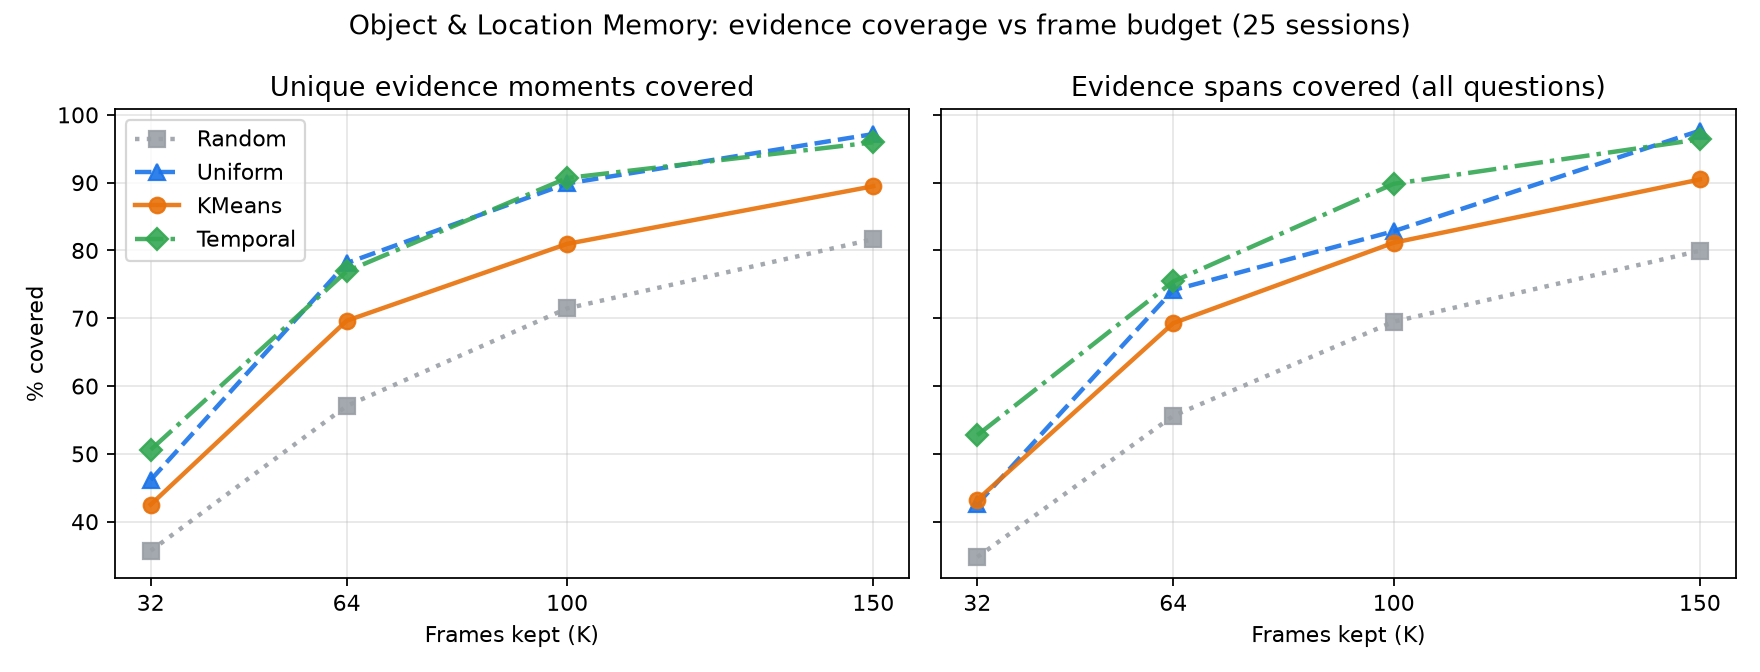 Object & Location Memory: evidence coverage vs frame budget (25 sessions)
Unique evidence moments covered
100
90
80
70
60
50
40
% covered
Random
Uniform
KMeans
Temporal
32 64 100 150
Frames kept (K)
Evidence spans covered (all questions)
32 64 100 150
Frames kept (K)